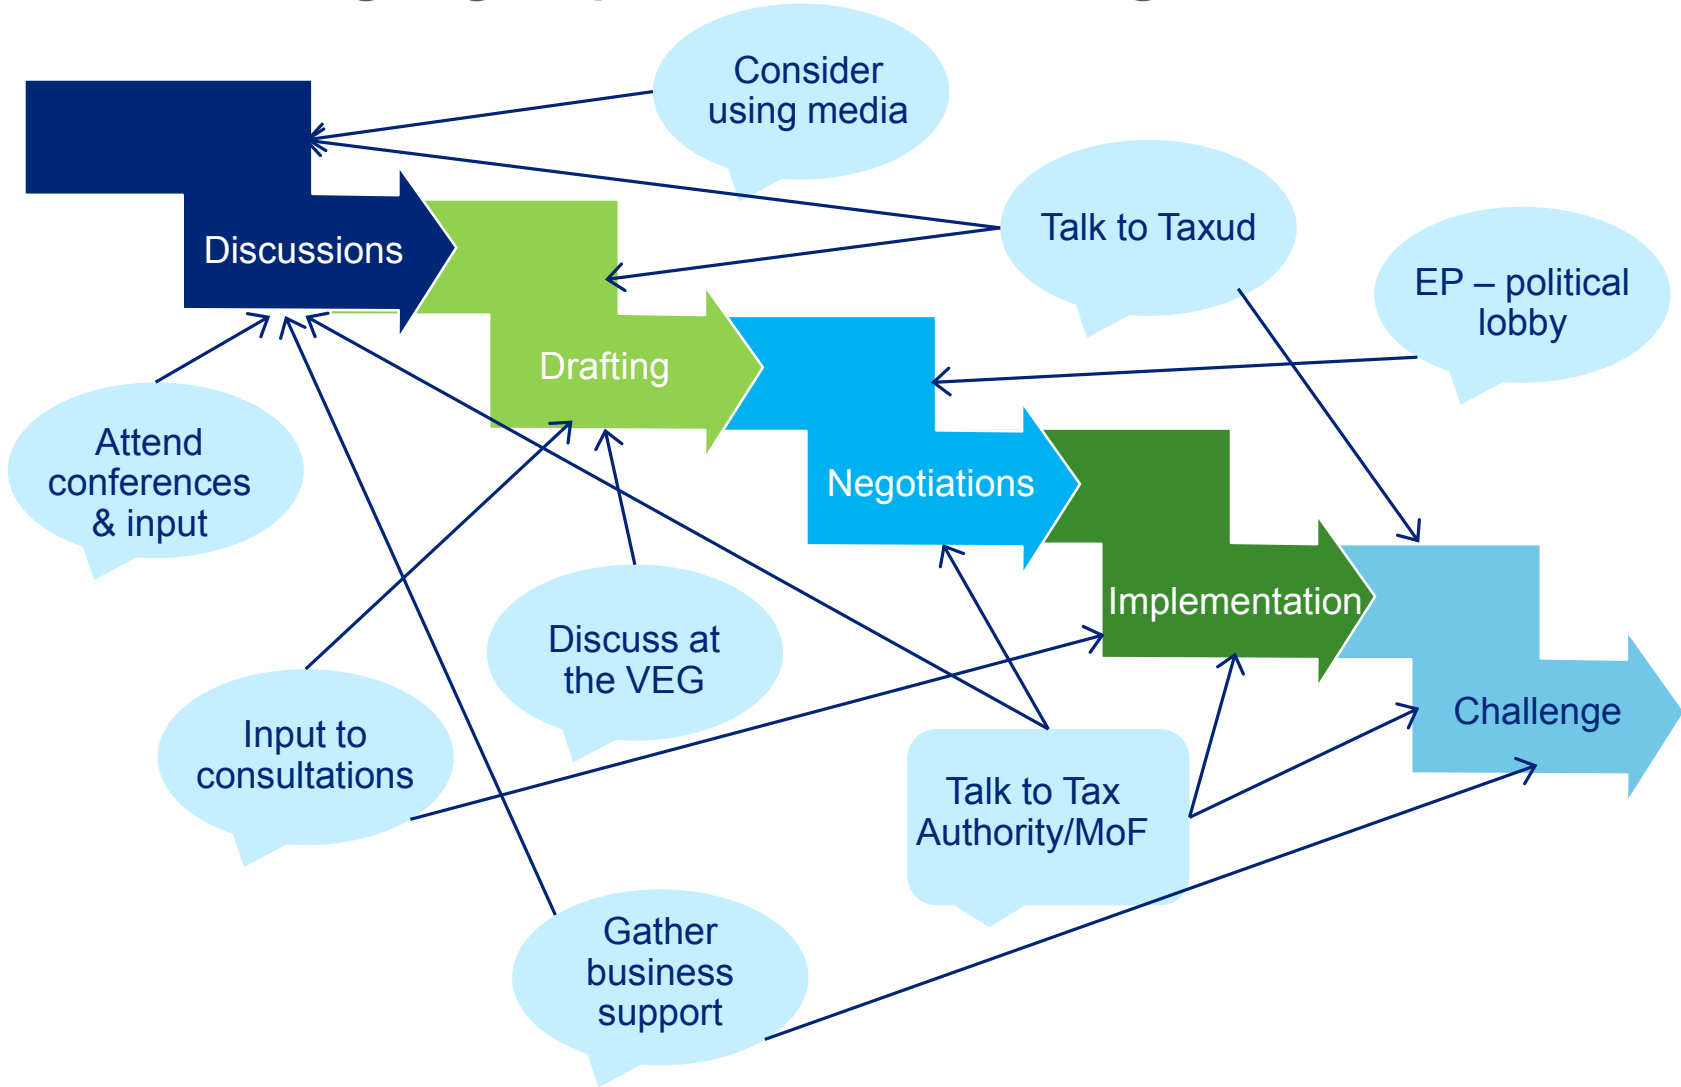 Consider
using media
Talk to Taxud
Discussions
EP – political
lobby
Drafting
Attend
conferences
& input
Negotiations
Implementation
Discuss at
the VEG
Input to
consultations
Challenge
Talk to Tax
Authority/MoF
Gather
business
support